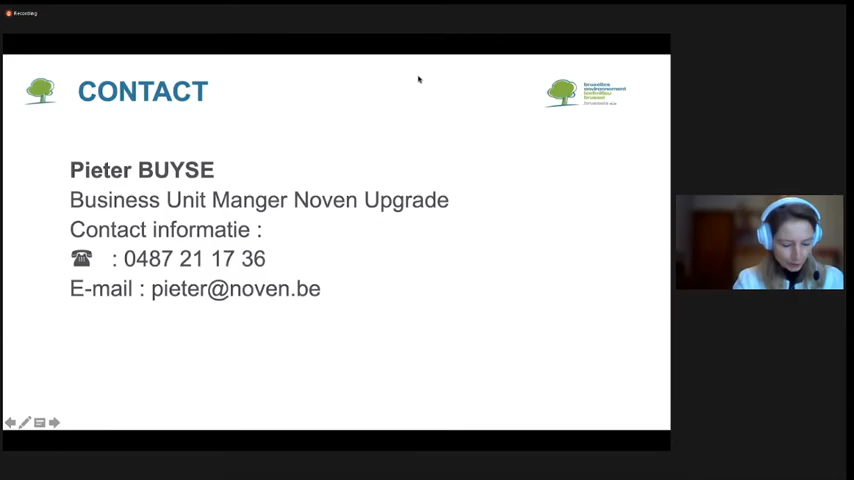 Recording
CONTACT
bruxelles
environnement
leefmilieu
brussel
Pieter BUYSE
Business Unit Manger Noven Upgrade
Contact informatie :
☎ : 0487 21 17 36
E-mail : pieter@noven.be